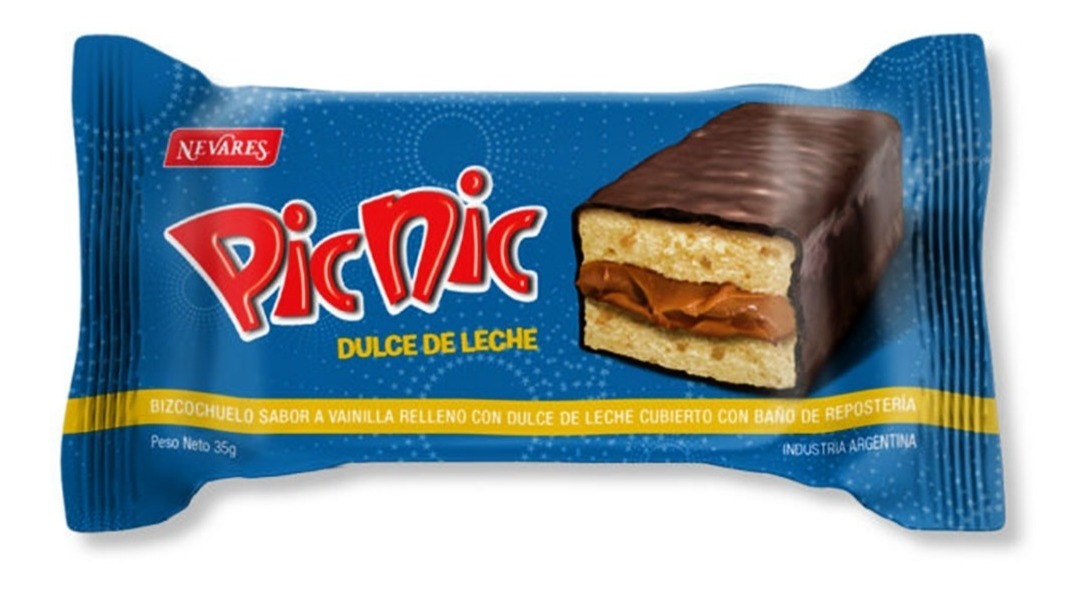 NEVARES
PicNic
DULCE DE LECHE
BIZCOCHUELO SABOR A VAINILLA RELLENO CON DULCE DE LECHE CUBIERTO CON BAÑO DE REPOSTERÍA
Peso Neto 35g
INDUSTRIA ARGENTINA